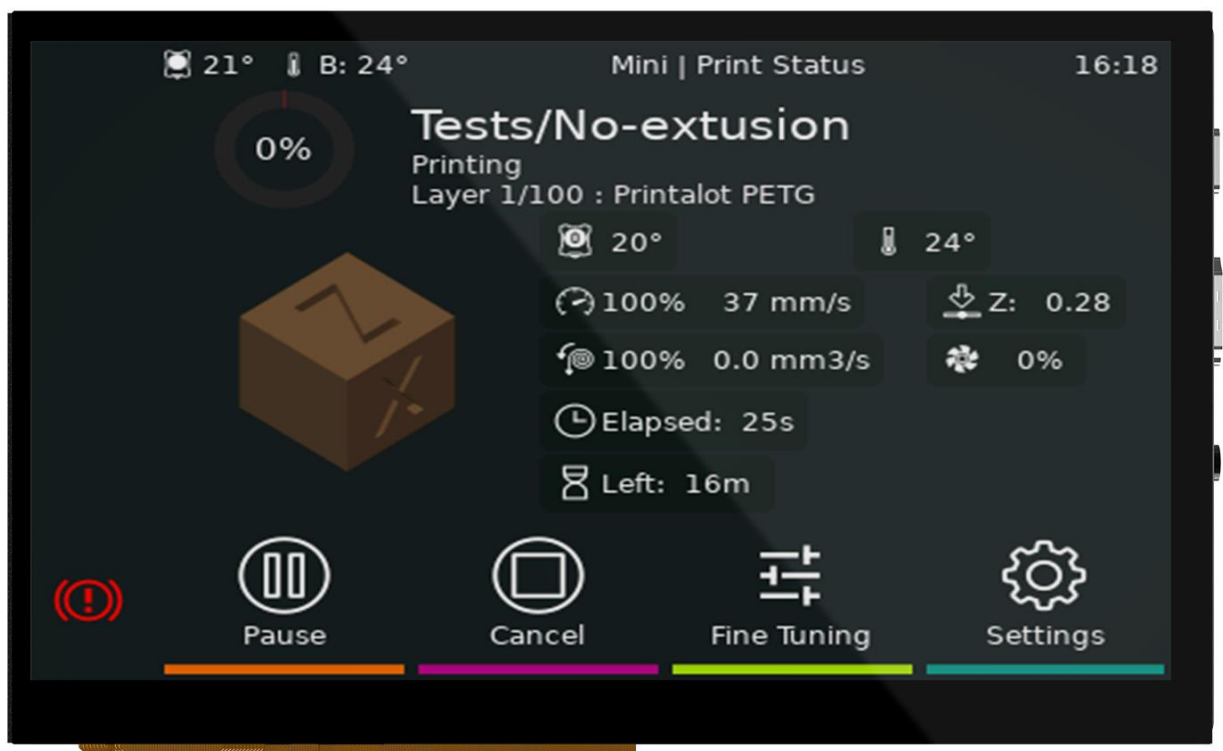 21° B: 24° Mini | Print Status 16:18
0%
Tests/No-extusion
Printing
Layer 1/100 : Printalot PETG
20° 24°
100% 37 mm/s Z: 0.28
100% 0.0 mm3/s 0%
Elapsed: 25s
Left: 16m
Z
X
Pause Cancel Fine Tuning Settings